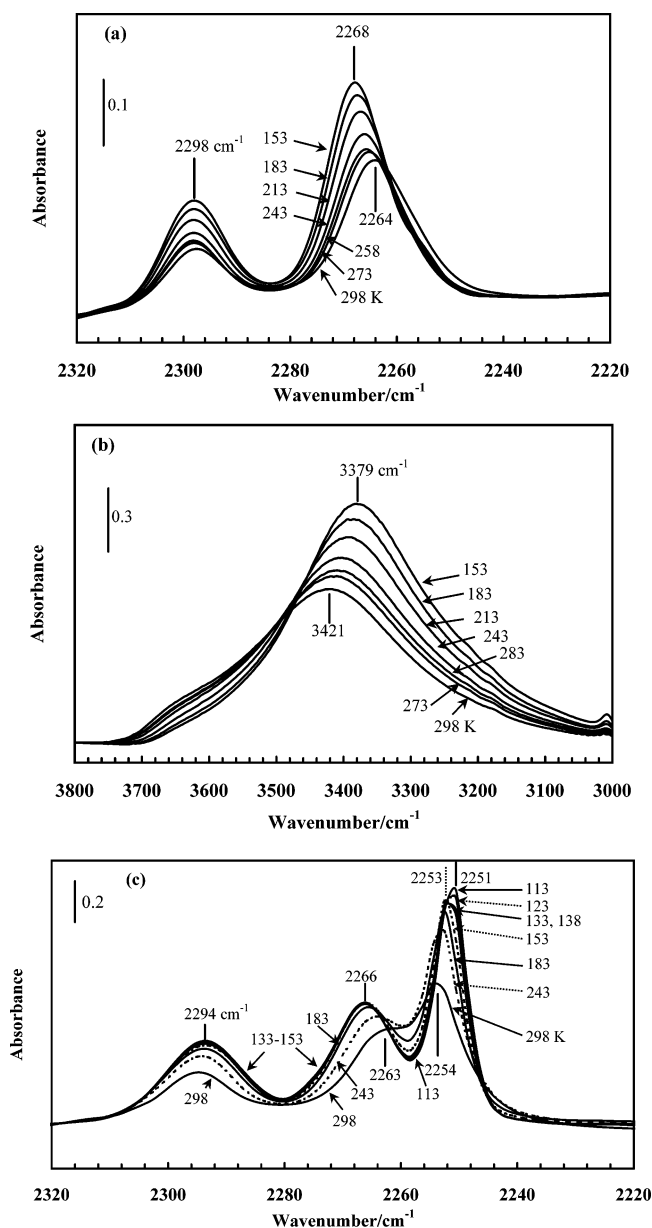 (a)
2268
0.1
2298 cm-1
153
183
213
243
2264
258
273
298 K
Absorbance
2320 2300 2280 2260 2240 2220
Wavenumber/cm-1
(b)
3379 cm-1
0.3
153
183
213
243
283
3421
273
298 K
Absorbance
3800 3700 3600 3500 3400 3300 3200 3100 3000
Wavenumber/cm-1
(c)
0.2
2253 2251
113
123
133, 138
153
183
243
298 K
2266
2294 cm-1
183
133-153
298
243
298
2263
113
2254
Absorbance
2320 2300 2280 2260 2240 2220
Wavenumber/cm-1